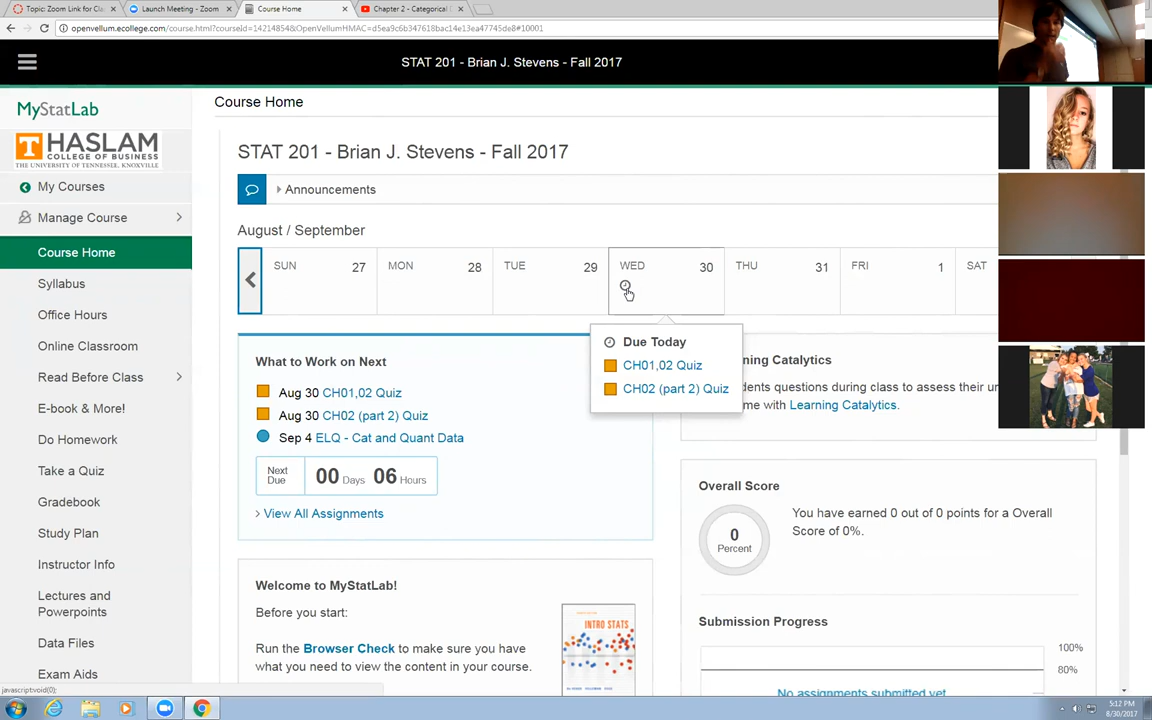 Topic: Zoom Link for Cla
Launch Meeting - Zoom
Course Home
Chapter 2 - Categorical
openvellum.ecollege.com/course.html?courseId=14214854&OpenVellumHMAC=d5ea9c6b347618bac14e13ea47745de8#10001
STAT 201 - Brian J. Stevens - Fall 2017
MyStatLab
HASLAM
COLLEGE OF BUSINESS
THE UNIVERSITY OF TENNESSEE, KNOXVILLE
My Courses
Manage Course
Course Home
Syllabus
Office Hours
Online Classroom
Read Before Class
E-book & More!
Do Homework
Take a Quiz
Gradebook
Study Plan
Instructor Info
Lectures and
Powerpoints
Data Files
Exam Aids
javascript:void(0);
Course Home
STAT 201 - Brian J. Stevens - Fall 2017
Announcements
August / September
SUN 27
MON 28
TUE 29
WED 30
THU 31
FRI 1
SAT
Due Today
CH01,02 Quiz
CH02 (part 2) Quiz
What to Work on Next
Aug 30 CH01,02 Quiz
Aug 30 CH02 (part 2) Quiz
Sep 4 ELQ - Cat and Quant Data
Next
Due
00 Days 06 Hours
View All Assignments
Welcome to MyStatLab!
Before you start:
Run the Browser Check to make sure you have
what you need to view the content in your course.
INTRO STATS
ning Catalytics
dents questions during class to assess their un
me with Learning Catalytics.
Overall Score
0
Percent
You have earned 0 out of 0 points for a Overall
Score of 0%.
Submission Progress
100%
80%
No assignments submitted yet
5:12 PM
8/30/2017